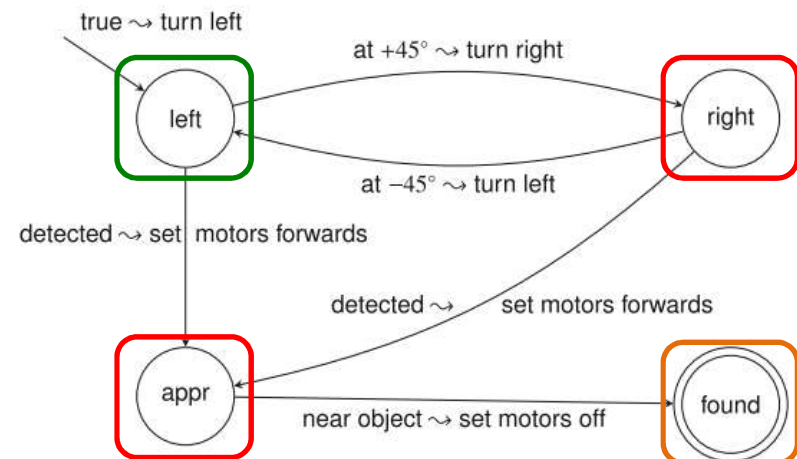 true ⤳ turn left
at +45° ⤳ turn right
left
right
at −45° ⤳ turn left
detected ⤳ set motors forwards
detected ⤳ set motors forwards
appr
found
near object ⤳ set motors off